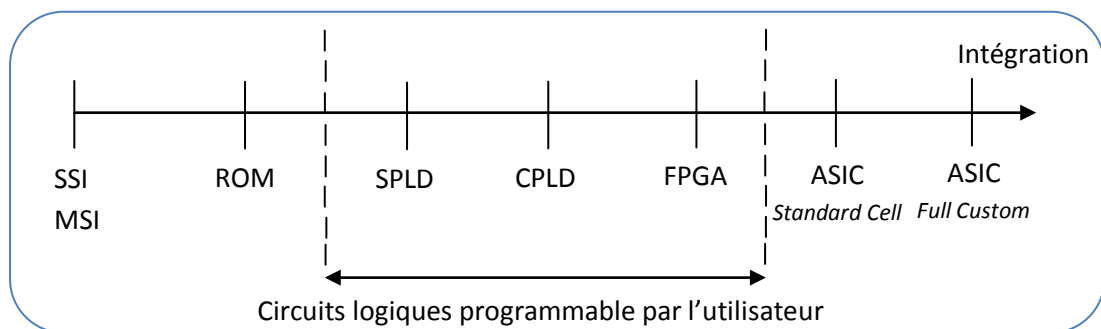 Intégration
SSI ROM SPLD CPLD FPGA ASIC ASIC
MSI Standard Cell Full Custom
Circuits logiques programmable par l’utilisateur